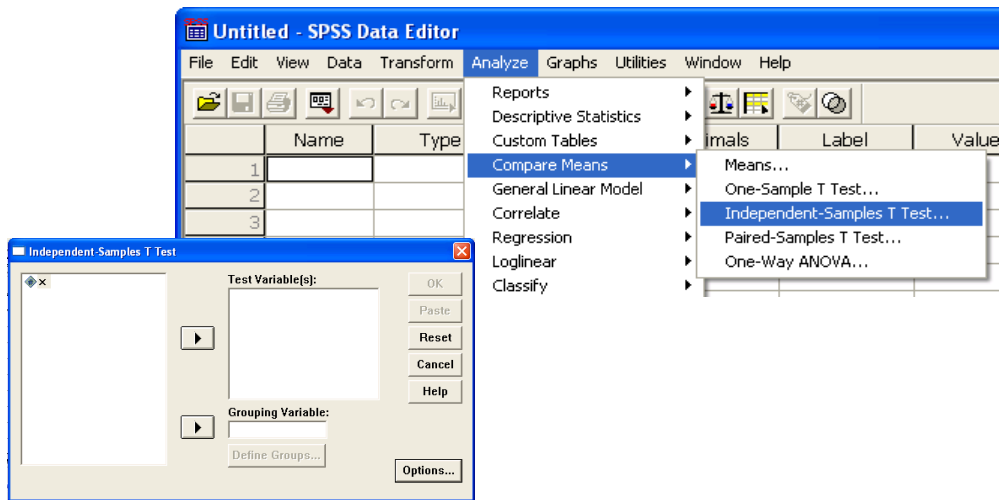 Untitled - SPSS Data Editor
File Edit View Data Transform Analyze Graphs Utilities Window Help
Reports
Descriptive Statistics
Custom Tables
Compare Means
General Linear Model
Correlate
Regression
Loglinear
Classify
Name Type imals Label Value
1
2
3
Means...
One-Sample T Test...
Independent-Samples T Test...
Paired-Samples T Test...
One-Way ANOVA...
Independent-Samples T Test
x
Test Variable(s):
OK
Paste
Reset
Cancel
Help
Grouping Variable:
Define Groups...
Options...